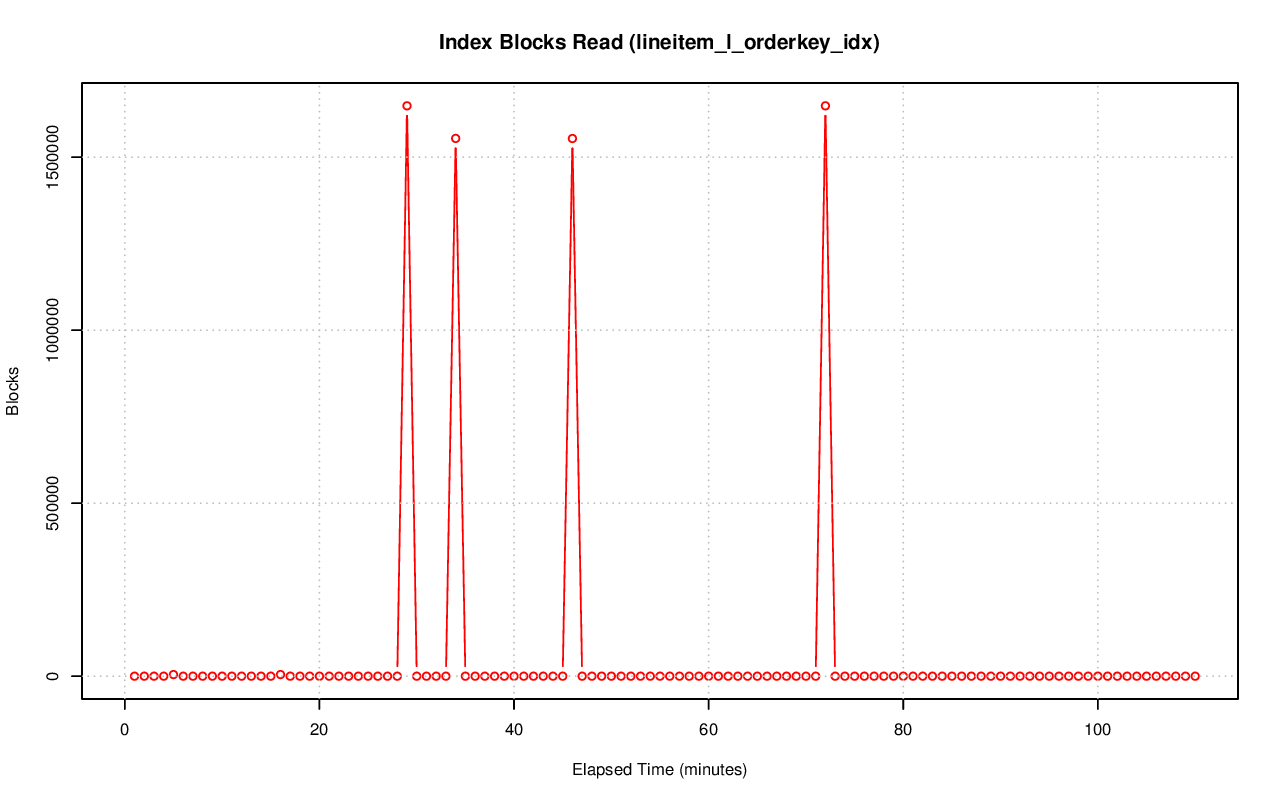 Index Blocks Read (lineitem_l_orderkey_idx)
Blocks
1500000
1000000
500000
0
0 20 40 60 80 100
Elapsed Time (minutes)